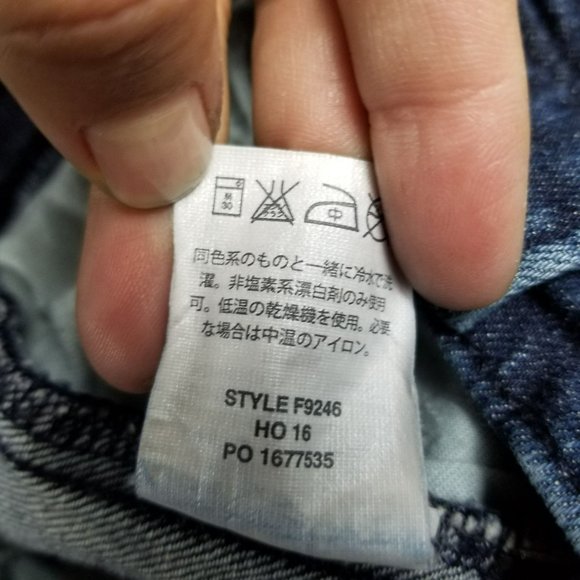 30
中
同色系のものと一緒に冷水で洗
濯。非塩素系漂白剤のみ使用
可。低温の乾燥機を使用。必要
な場合は中温のアイロン。
STYLE F9246
HO 16
PO 1677535